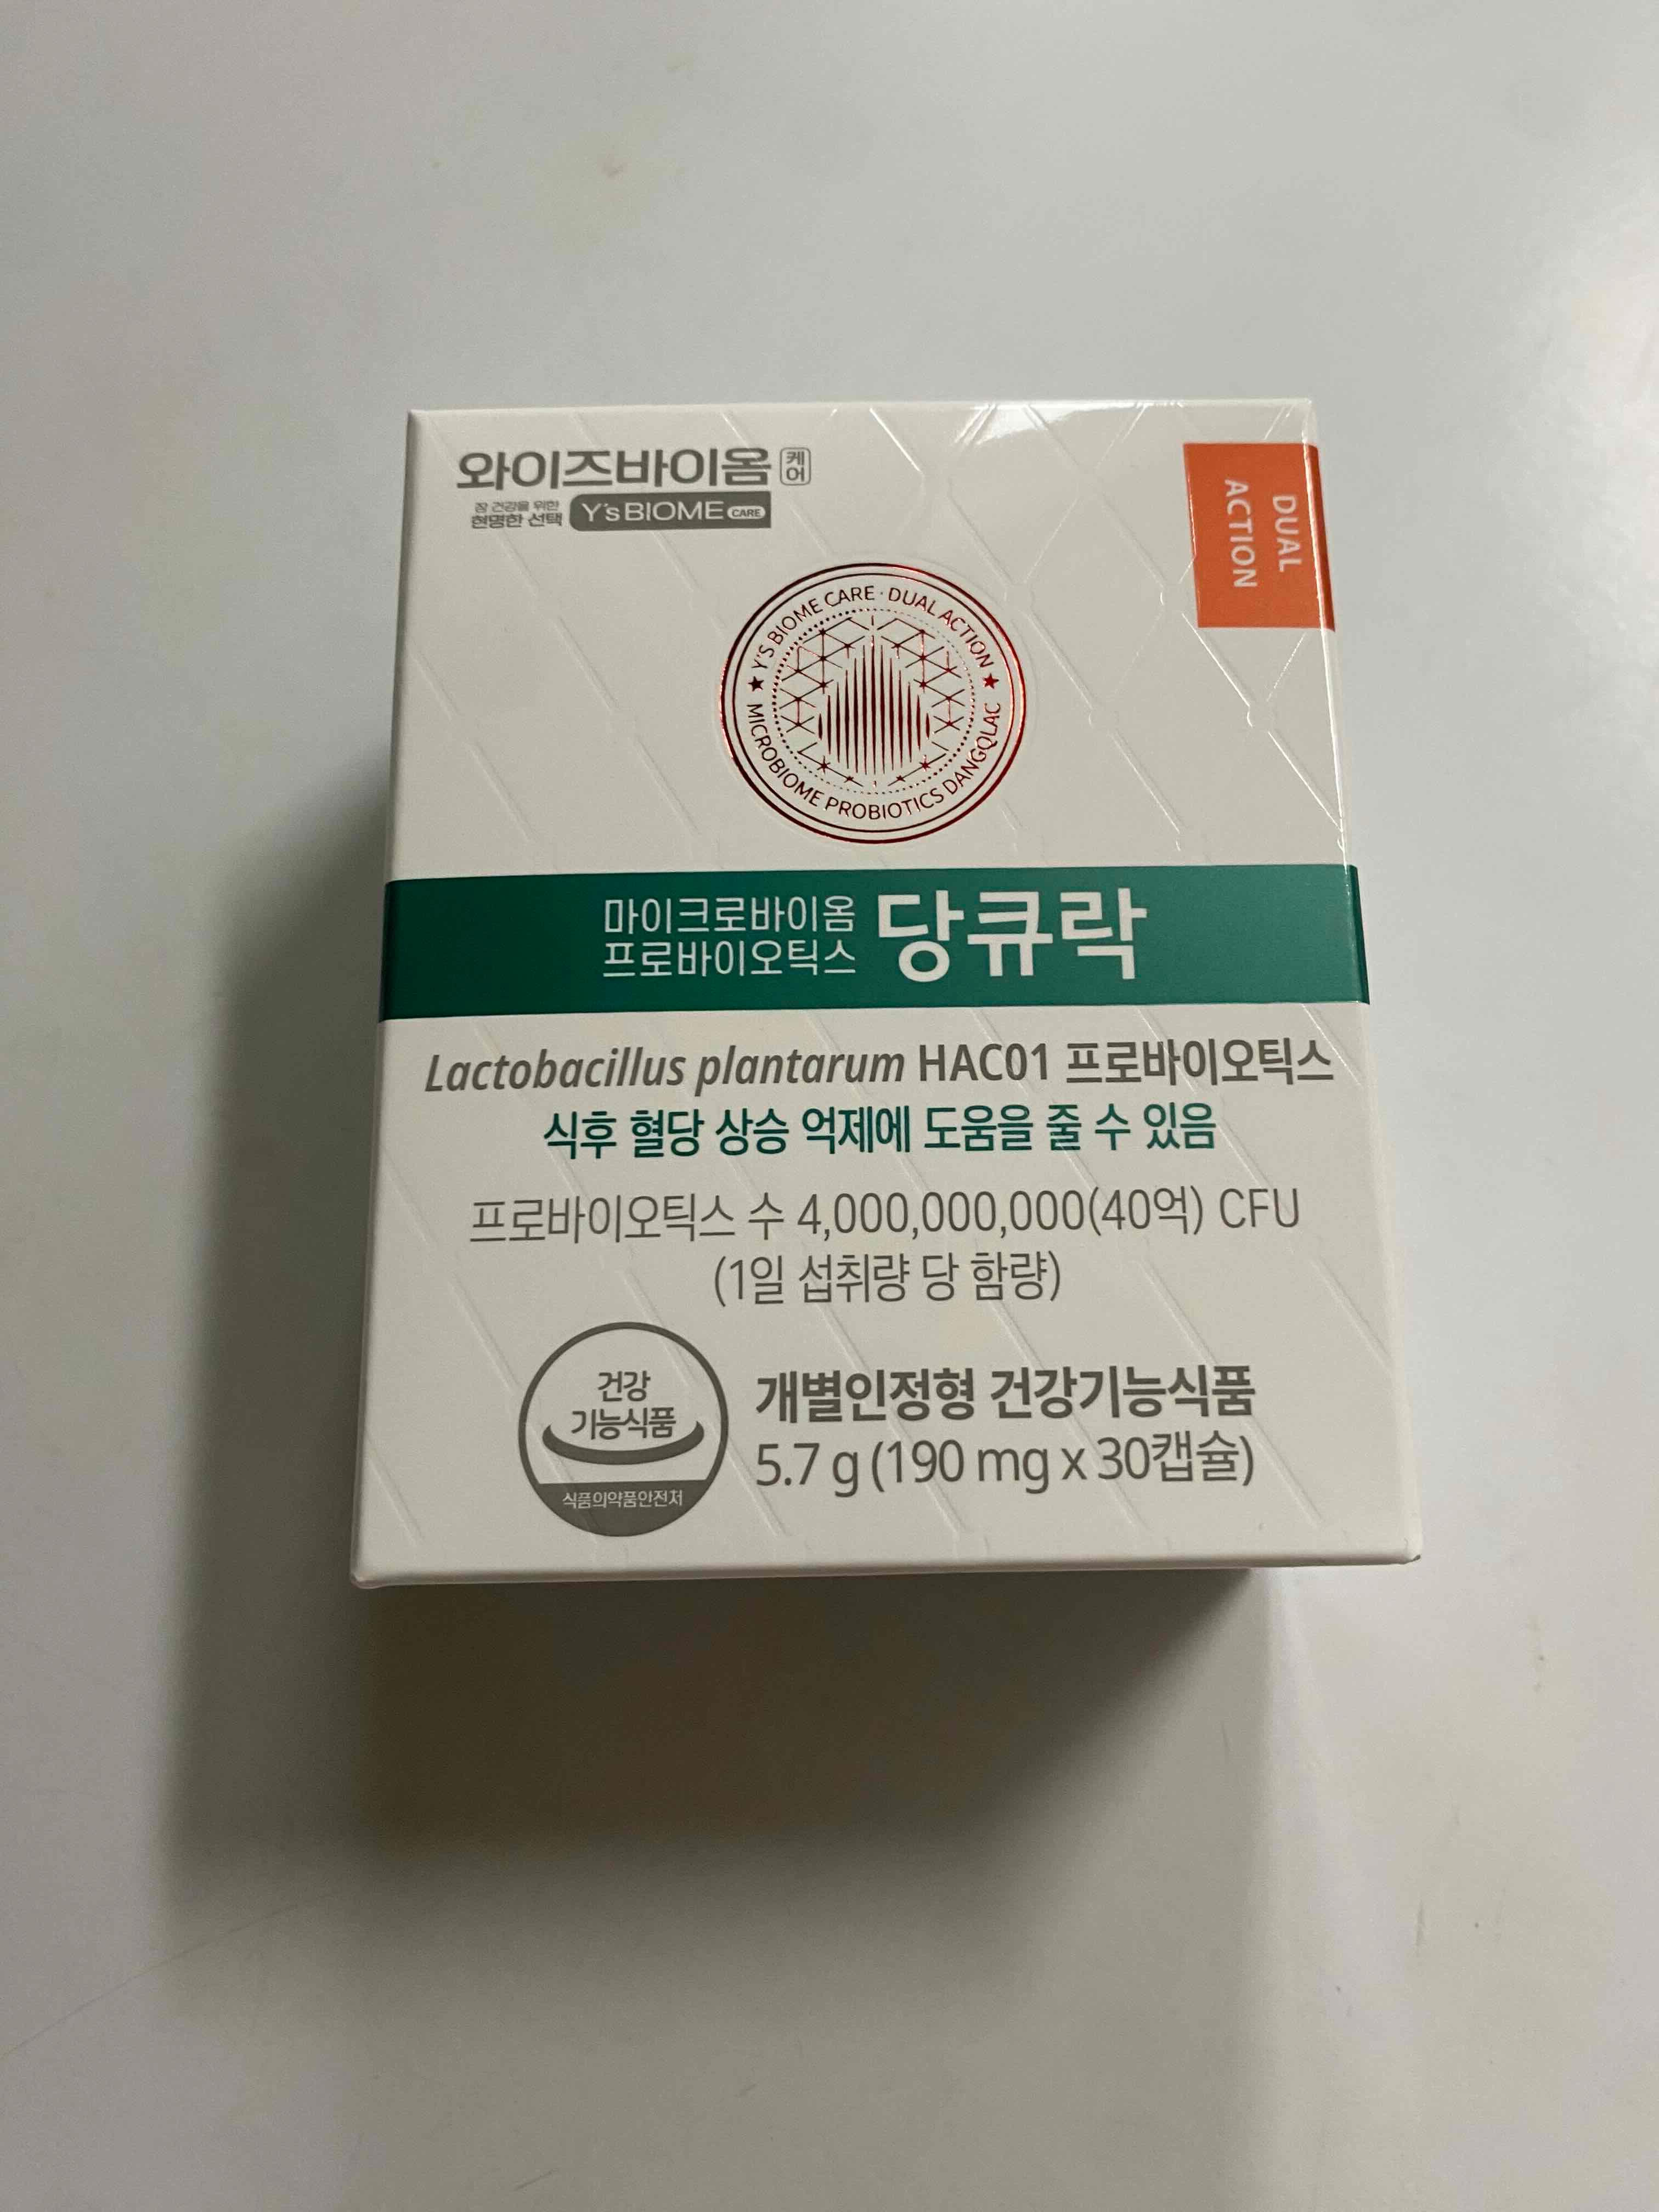 와이즈바이옴 케어
장 건강을 위한
현명한 선택
Y's BIOME CARE
DUAL
ACTION
★ Y'S BIOME CARE · DUAL ACTION ★
MICROBIOME PROBIOTICS DANGQLAC
마이크로바이옴
프로바이오틱스
당큐락
Lactobacillus plantarum HAC01 프로바이오틱스
식후 혈당 상승 억제에 도움을 줄 수 있음
프로바이오틱스 수 4,000,000,000(40억) CFU
(1일 섭취량 당 함량)
건강
기능식품
식품의약품안전처
개별인정형 건강기능식품
5.7 g (190 mg x 30캡슐)